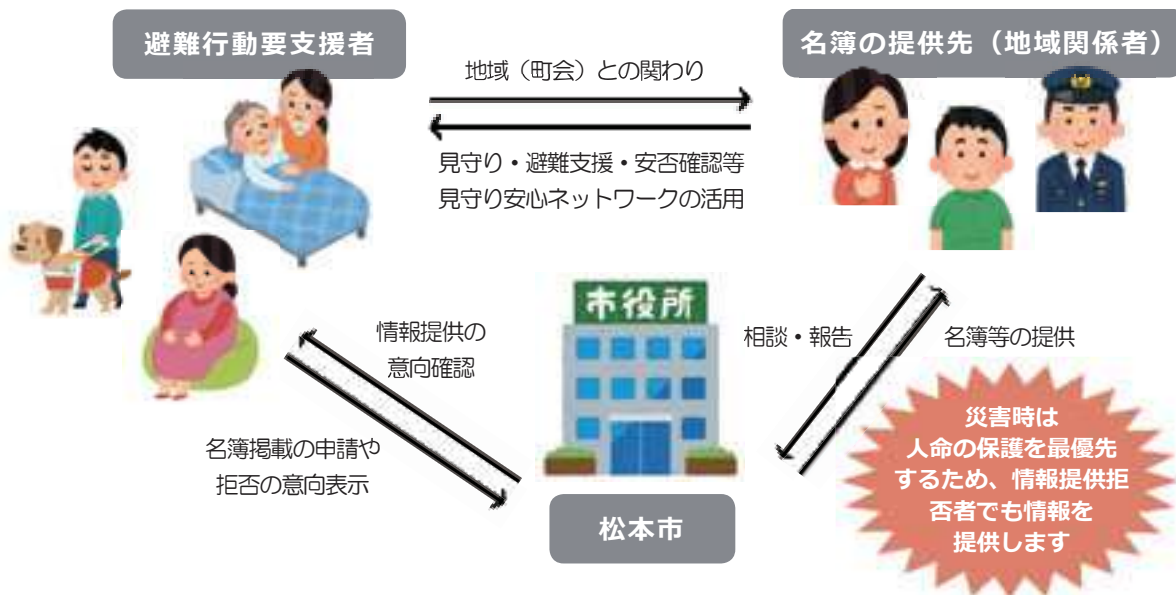 避難行動要支援者
名簿の提供先（地域関係者）
地域（町会）との関わり
見守り・避難支援・安否確認等
見守り安心ネットワークの活用
市役所
情報提供の
意向確認
相談・報告
名簿等の提供
名簿掲載の申請や
拒否の意向表示
災害時は
人命の保護を最優先
するため、情報提供拒
否者でも情報を
提供します
松本市